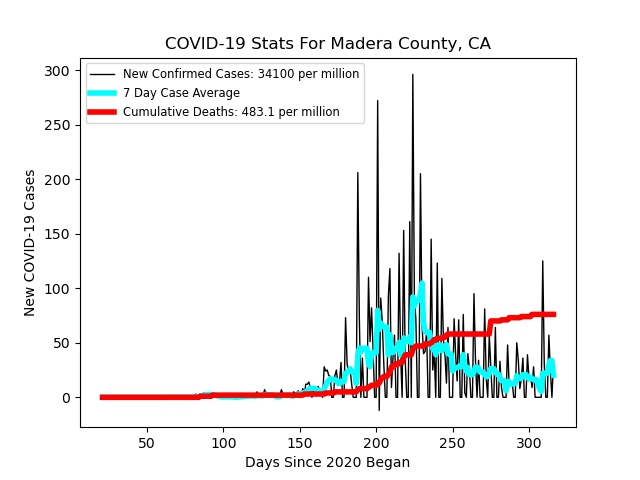 COVID-19 Stats For Madera County, CA
New Confirmed Cases: 34100 per million
7 Day Case Average
Cumulative Deaths: 483.1 per million
New COVID-19 Cases
300
250
200
150
100
50
0
50 100 150 200 250 300
Days Since 2020 Began